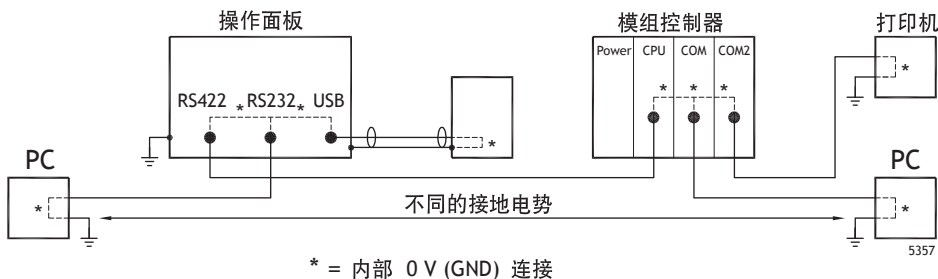 操作面板
模组控制器
打印机
Power CPU COM COM2
* * *
*
RS422 * RS232 * USB
*
PC
PC
*
不同的接地电势
*
5357
* = 内部 0 V (GND) 连接